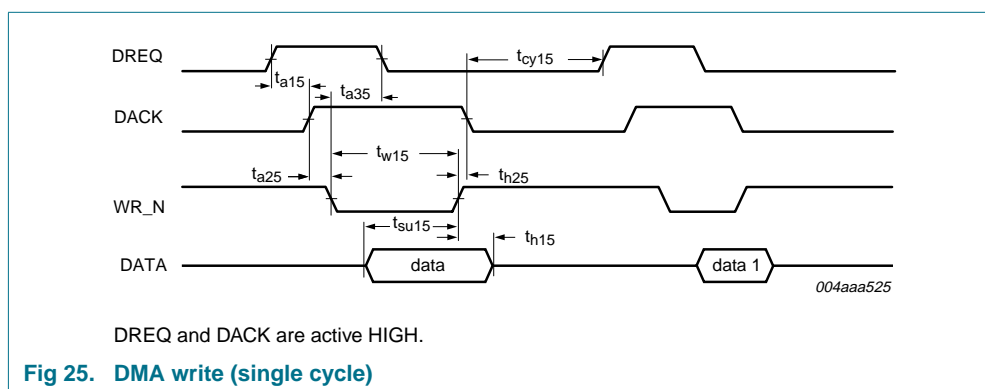 DREQ
tcy15
ta15
ta35
DACK
tw15
ta25
th25
WR_N
tsu15
th15
DATA
data
data 1
004aaa525
DREQ and DACK are active HIGH.
Fig 25. DMA write (single cycle)